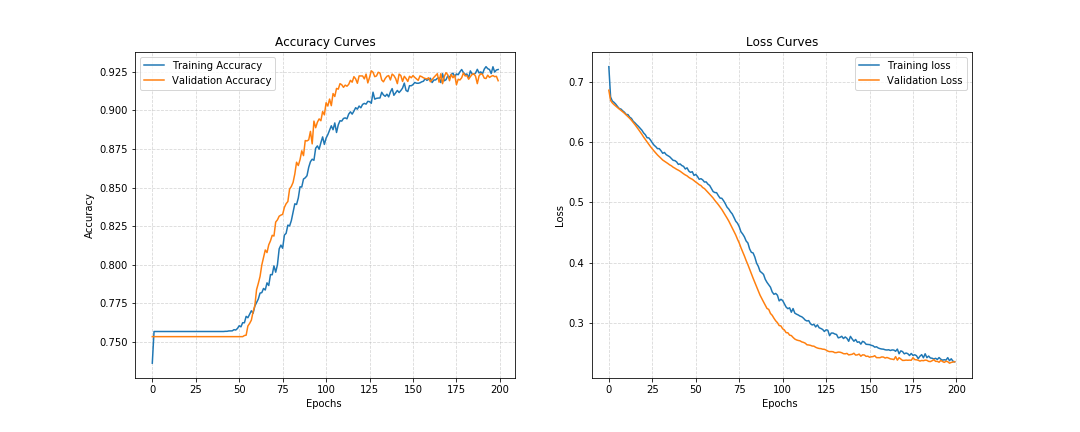 Accuracy Curves
Training Accuracy
Validation Accuracy
0.925
0.900
0.875
0.850
0.825
0.800
0.775
0.750
Accuracy
0 25 50 75 100 125 150 175 200
Epochs
Loss Curves
Training loss
Validation Loss
0.7
0.6
0.5
0.4
0.3
Loss
0 25 50 75 100 125 150 175 200
Epochs